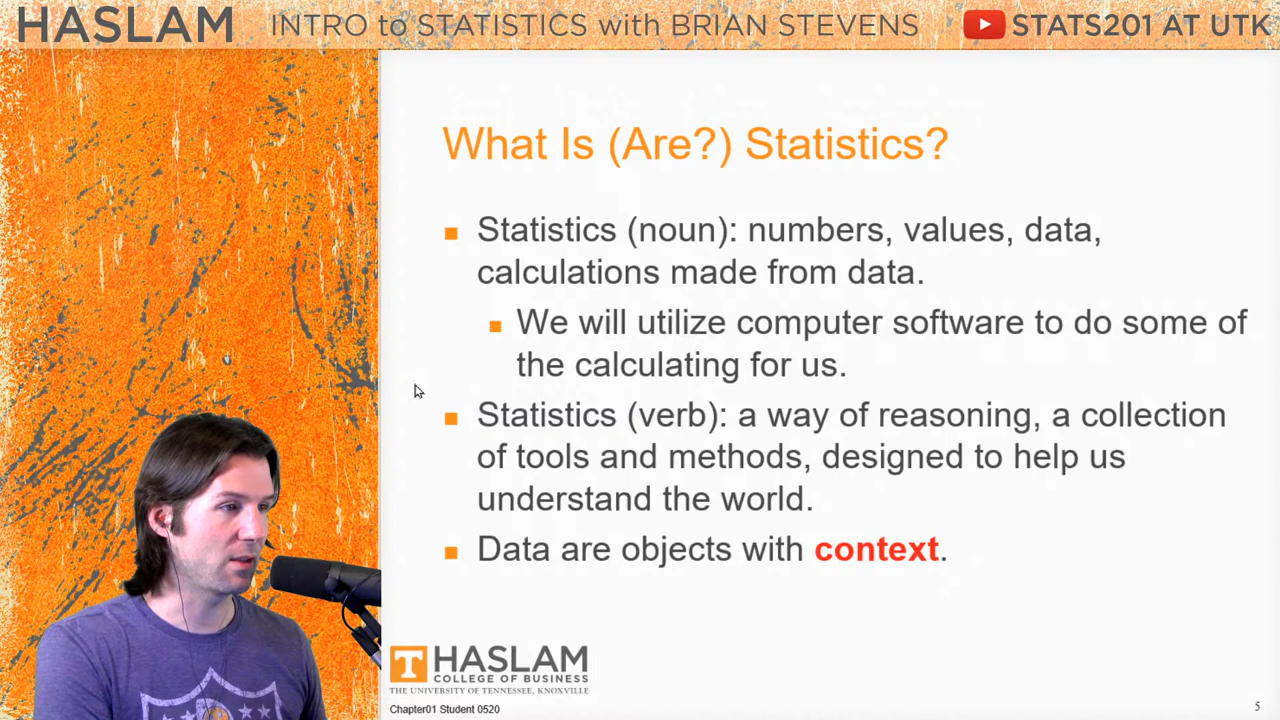 HASLAM INTRO to STATISTICS with BRIAN STEVENS STATS201 AT UTK
What Is (Are?) Statistics?
Statistics (noun): numbers, values, data,
calculations made from data.
We will utilize computer software to do some of
the calculating for us.
Statistics (verb): a way of reasoning, a collection
of tools and methods, designed to help us
understand the world.
Data are objects with context.
T HASLAM
COLLEGE OF BUSINESS
THE UNIVERSITY OF TENNESSEE, KNOXVILLE
Chapter01 Student 0520
5